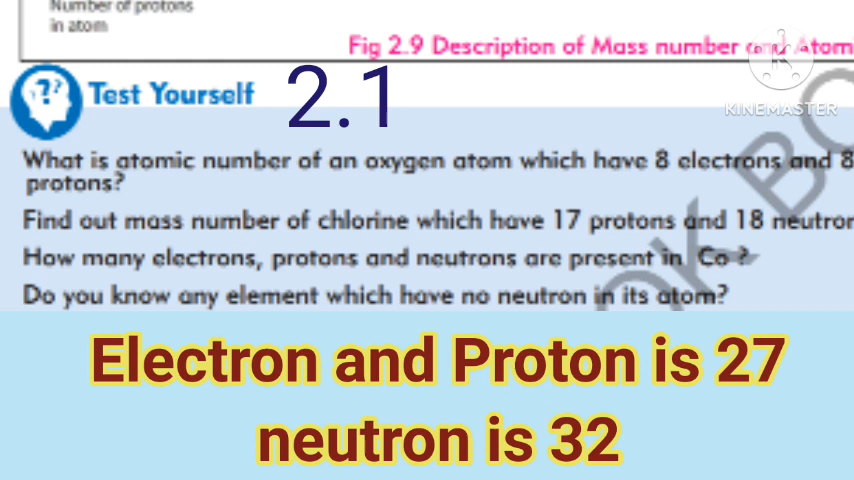 Number of protons
in atom
Fig 2.9 Description of Mass number and Atom
KINEMASTER
?? Test Yourself 2.1
What is atomic number of an oxygen atom which have 8 electrons and 8
protons?
Find out mass number of chlorine which have 17 protons and 18 neutron
How many electrons, protons and neutrons are present in Co ?
Do you know any element which have no neutron in its atom?
Electron and Proton is 27
neutron is 32